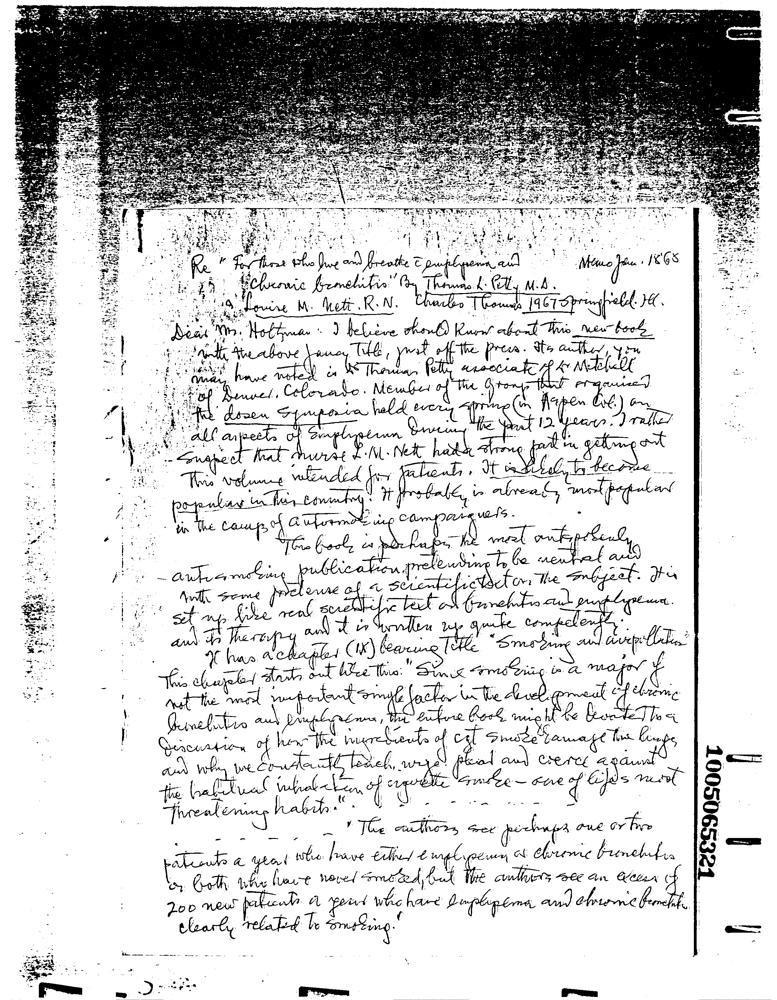 Re "For those who live and breathe c̄ emphysema and Memo Jan. 18'68
Chronic bronchitis" By Thomas L. Petty M.D.
& Louise M. Nett. R.N. Charles Thomas 1967 Springfield. Ill.
Dear Mr. Holtzman: I believe should know about this new book
with the above fancy Title, just off the press. Its author, you
may have noted is Dr Thomas Petty associate of Dr Mitchell
of Denver, Colorado. Member of the group that organized
the dozen symposia held every spring (in Aspen Col.) on
all aspects of Emphysema During the past 12 years. I rather
suspect that nurse L.M. Nett had a strong part in getting out
This volume intended for patients. It is likely to become
popular in this country. It probably is already most popular
in the camps of antismoking campaigners.
This book is perhaps the most outspokenly
antismoking publication, pretending to be neutral and
with some pretense of a scientific text on the subject. It is
set up like real scientific text on bronchitis and emphysema.
and its therapy and it is written up quite competently.
It has a chapter (IX) bearing Title "Smoking and air pollution"
This chapter starts out like this: "Since smoking is a major if
not the most important single factor in the development of chronic
bronchitis and emphysema, the entire book might be devoted to a
discussion of how the ingredients of cgt smoke damage the lungs
and why we constantly teach, urge, plead and coerce against
the habitual inhalation of cigarette smoke – one of life's most
threatening habits."
"The authors see perhaps one or two
patients a year who have either emphysema or chronic bronchitis
or both who have never smoked, but the authors see an excess of
200 new patients a year who have emphysema and chronic bronchitis
clearly related to smoking."
1005065321